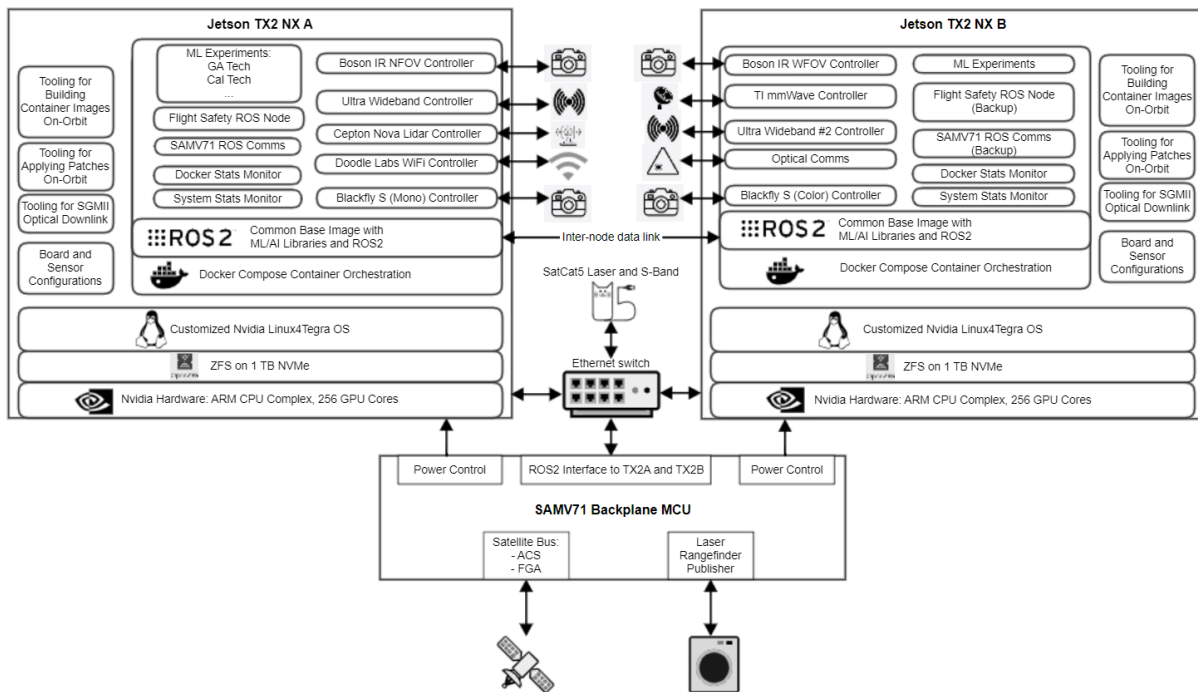 Jetson TX2 NX A
ML Experiments:
GA Tech
Cal Tech
...
Flight Safety ROS Node
SAMV71 ROS Comms
Docker Stats Monitor
System Stats Monitor
Boson IR NFOV Controller
Ultra Wideband Controller
Cepton Nova Lidar Controller
Doodle Labs WiFi Controller
Blackfly S (Mono) Controller
Tooling for
Building
Container Images
On-Orbit
Tooling for
Applying Patches
On-Orbit
Tooling for SGMII
Optical Downlink
Board and
Sensor
Configurations
ROS2
Common Base Image with
ML/AI Libraries and ROS2
Docker Compose Container Orchestration
Customized Nvidia Linux4Tegra OS
ZFS on 1 TB NVMe
Nvidia Hardware: ARM CPU Complex, 256 GPU Cores
Inter-node data link
SatCat5 Laser and S-Band
Ethernet switch
Jetson TX2 NX B
Boson IR WFOV Controller
TI mmWave Controller
Ultra Wideband #2 Controller
Optical Comms
Blackfly S (Color) Controller
ML Experiments
Flight Safety ROS Node
(Backup)
SAMV71 ROS Comms
(Backup)
Docker Stats Monitor
System Stats Monitor
Tooling for
Building
Container Images
On-Orbit
Tooling for
Applying Patches
On-Orbit
Tooling for SGMII
Optical Downlink
Board and
Sensor
Configurations
ROS2
Common Base Image with
ML/AI Libraries and ROS2
Docker Compose Container Orchestration
Customized Nvidia Linux4Tegra OS
ZFS on 1 TB NVMe
Nvidia Hardware: ARM CPU Complex, 256 GPU Cores
Power Control
ROS2 Interface to TX2A and TX2B
Power Control
SAMV71 Backplane MCU
Satellite Bus:
- ACS
- FGA
Laser
Rangefinder
Publisher